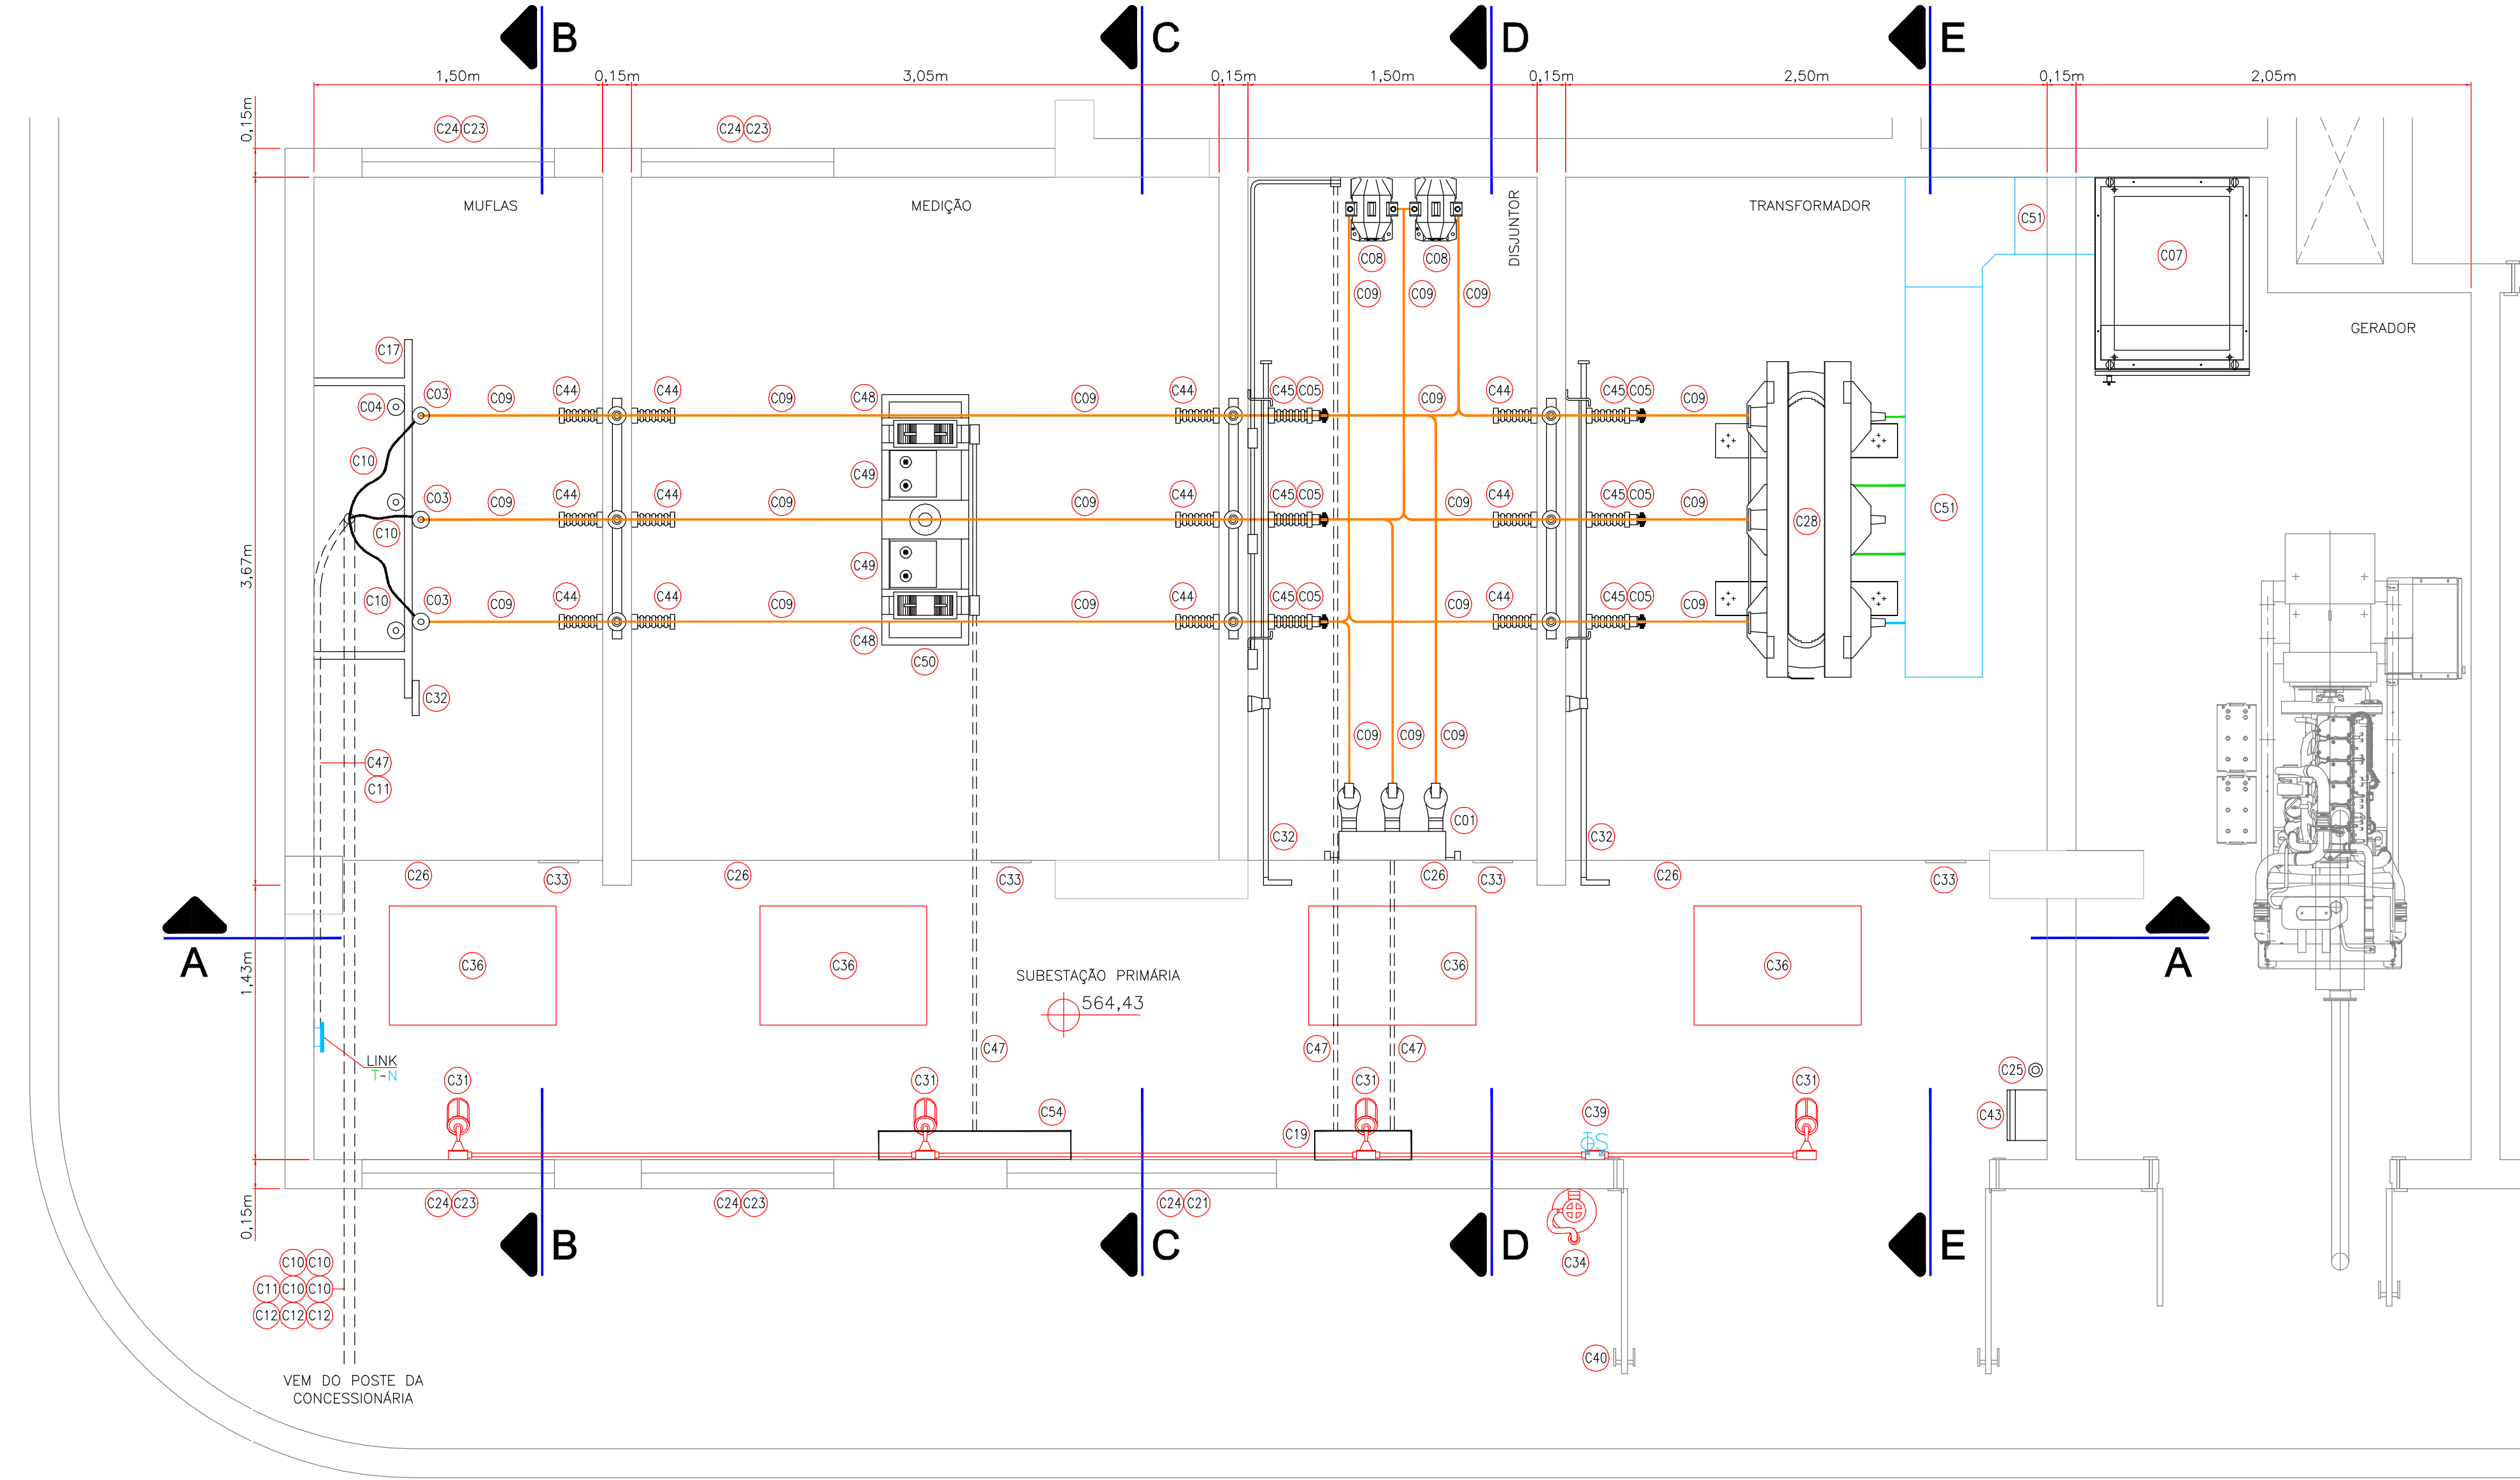 B C D E
1,50m 0,15m 3,05m 0,15m 1,50m 0,15m 2,50m 0,15m 2,05m
0,15m
C24 C23 C24 C23
MUFLAS MEDIÇÃO DISJUNTOR TRANSFORMADOR
C51
C08 C08 C07
C09 C09 C09
GERADOR
C17
C03 C09 C44 C44 C09 C48 C09 C44 C45 C05 C09 C44 C45 C05 C09
C04
C10 C49
C03 C09 C44 C44 C09 C09 C44 C45 C05 C09 C44 C45 C05 C09 C28 C51
C10
3,67m
C49
C10 C03 C09 C44 C44 C09 C09 C44 C45 C05 C09 C44 C45 C05 C09
C48
C50
C32
C09 C09 C09
C47
C11
C01
C32 C32
C26 C33 C26 C33 C26 C33 C26 C33
A A
1,43m
C36 C36 C36 C36
SUBESTAÇÃO PRIMÁRIA
564,43
C47 C47 C47
LINK
T-N
C25
C31 C31 C31 C31
C54 C39 C43
C19 S
0,15m
C24 C23 C24 C23 C24 C21
B C D E
C34
C10 C10
C11 C10 C10
C12 C12 C12
C40
VEM DO POSTE DA
CONCESSIONÁRIA